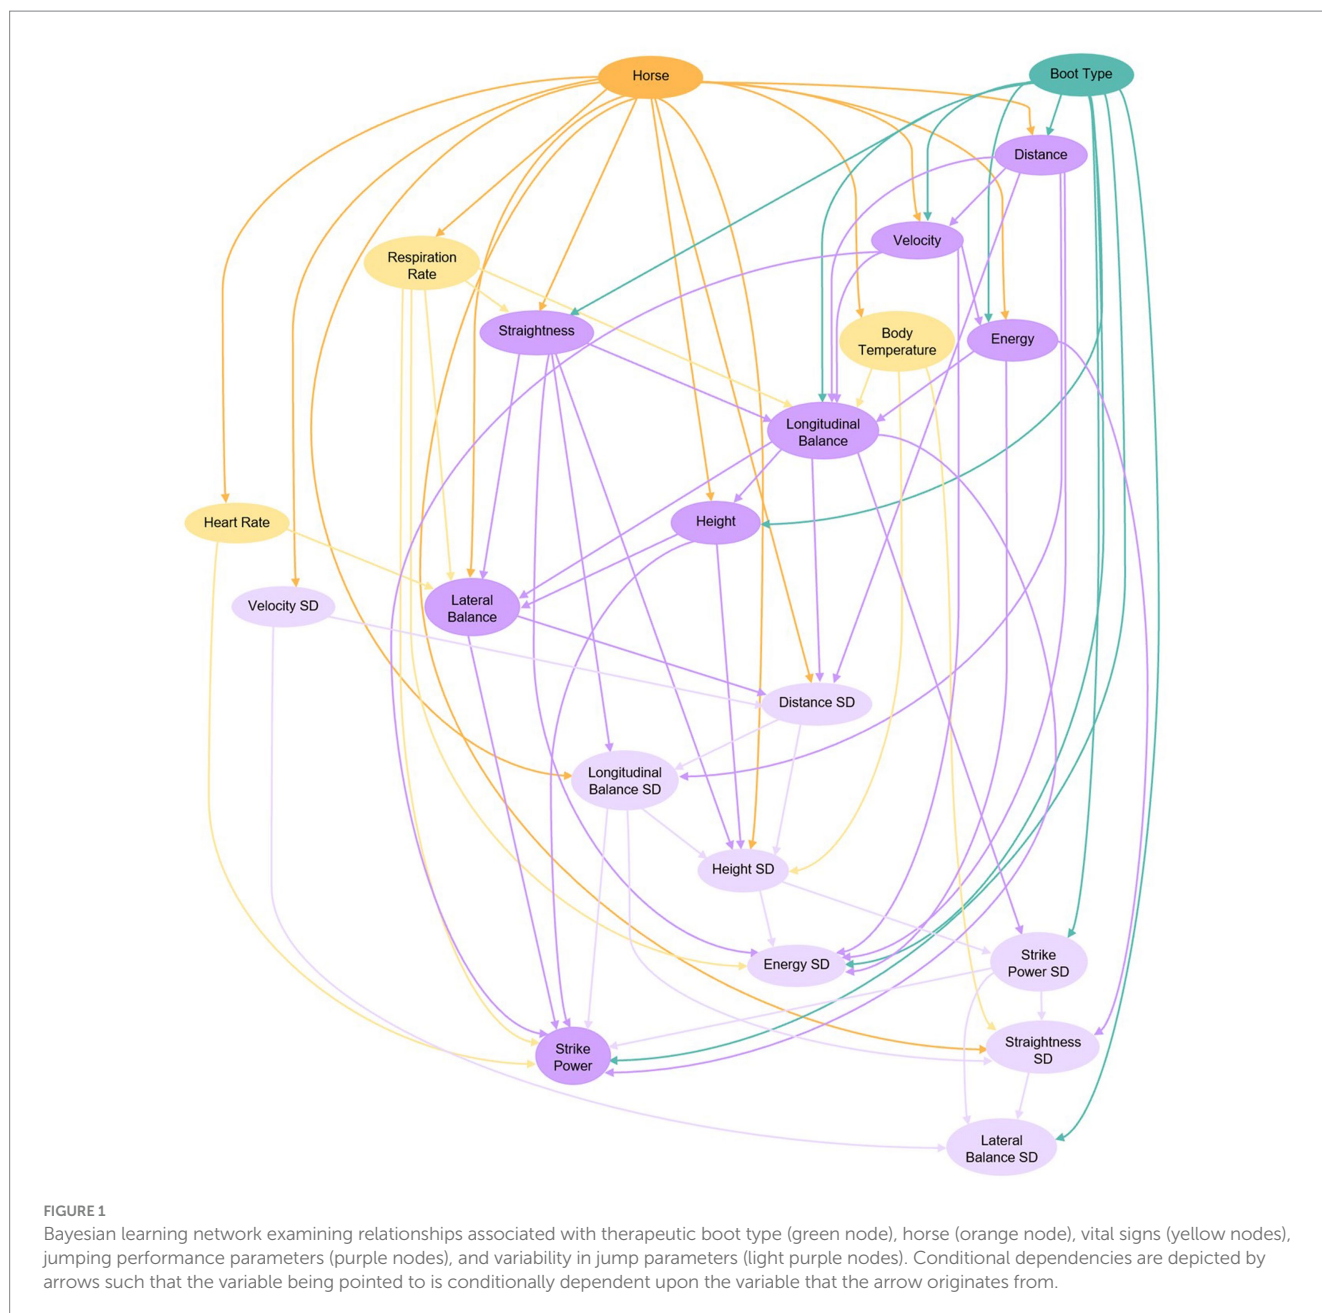 Horse
Boot Type
Distance
Velocity
Respiration
Rate
Straightness
Body
Temperature
Energy
Longitudinal
Balance
Heart Rate
Height
Velocity SD
Lateral
Balance
Distance SD
Longitudinal
Balance SD
Height SD
Energy SD
Strike
Power SD
Strike
Power
Straightness
SD
Lateral
Balance SD
FIGURE 1
Bayesian learning network examining relationships associated with therapeutic boot type (green node), horse (orange node), vital signs (yellow nodes),
jumping performance parameters (purple nodes), and variability in jump parameters (light purple nodes). Conditional dependencies are depicted by
arrows such that the variable being pointed to is conditionally dependent upon the variable that the arrow originates from.